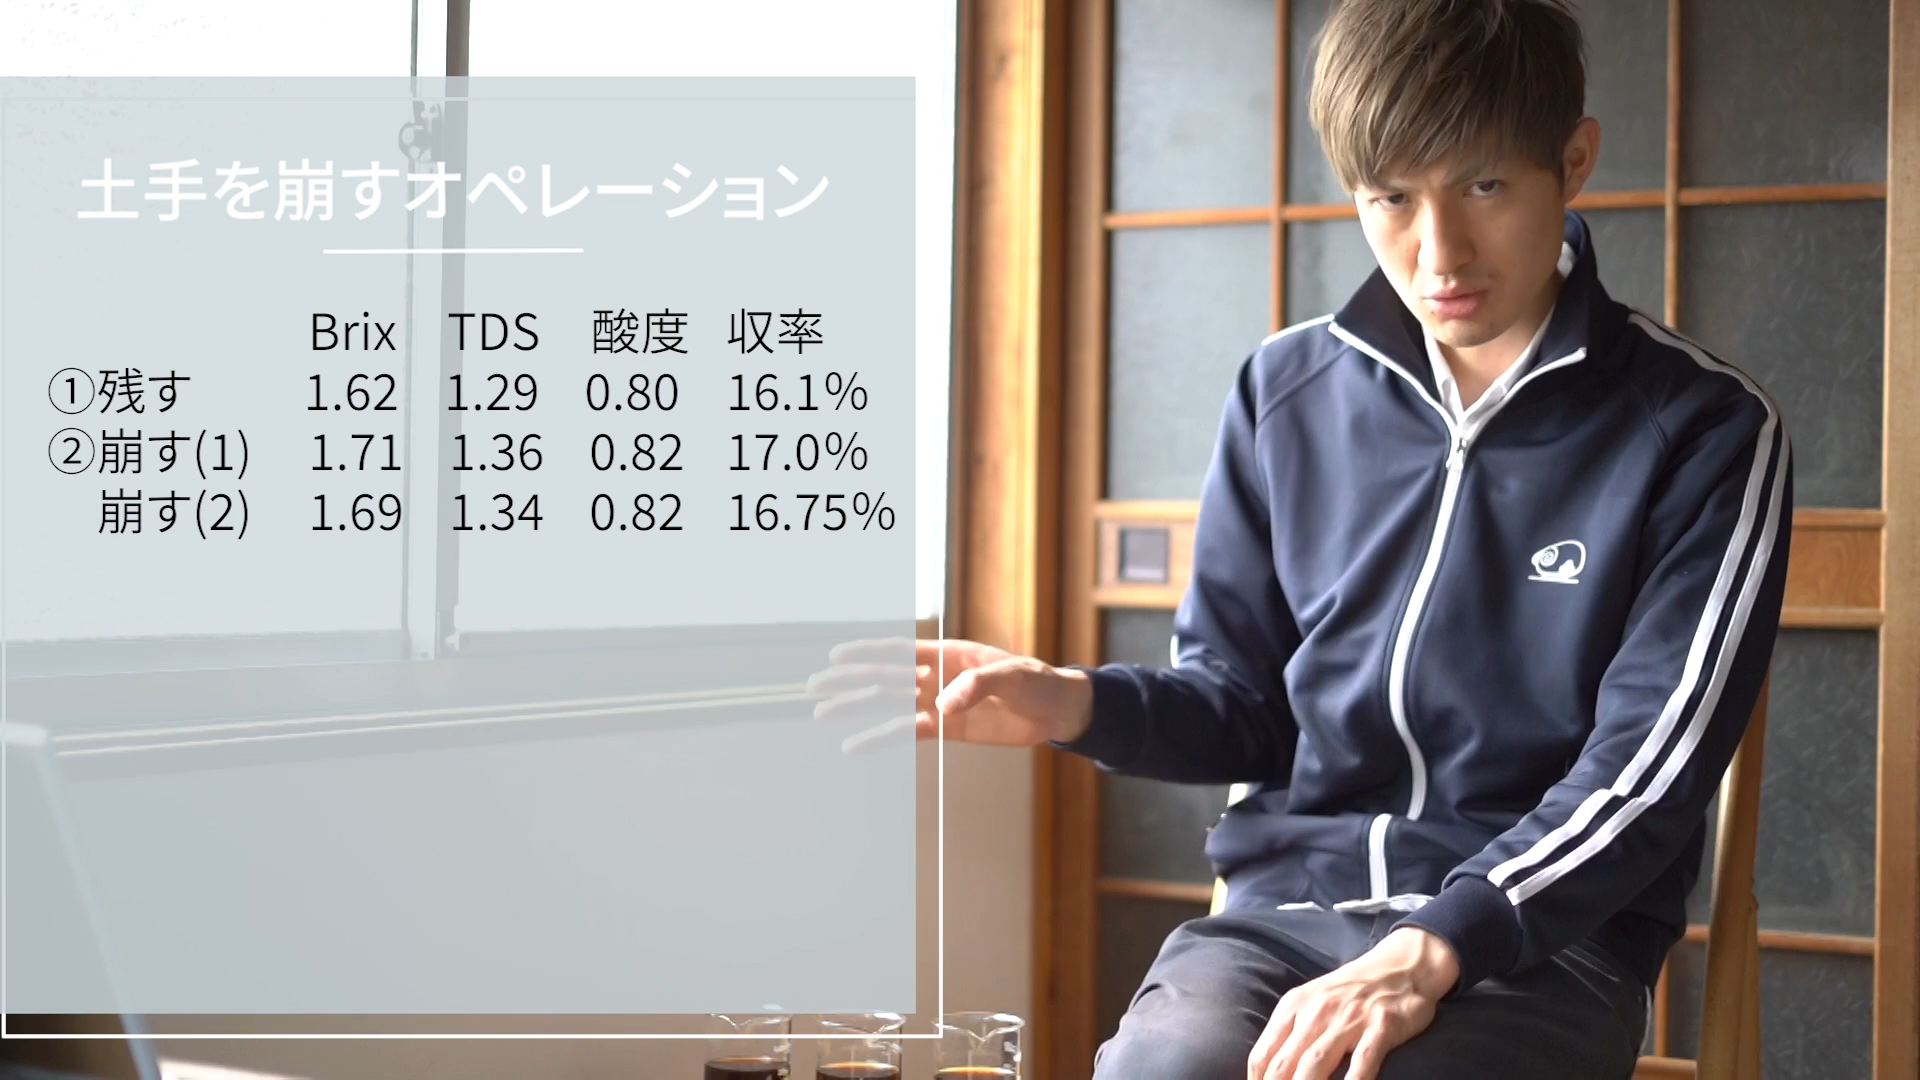 土手を崩すオペレーション
Brix TDS 酸度 収率
①残す 1.62 1.29 0.80 16.1%
②崩す(1) 1.71 1.36 0.82 17.0%
崩す(2) 1.69 1.34 0.82 16.75%